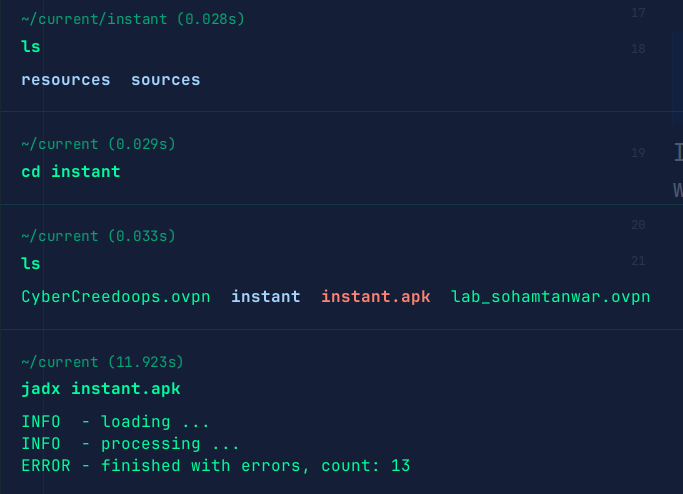 ~/current/instant (0.028s)
17
ls
18
resources  sources
~/current (0.029s)
19
cd instant
~/current (0.033s)
20
ls
21
CyberCreedoops.ovpn  instant  instant.apk  lab_sohamtanwar.ovpn
~/current (11.923s)
jadx instant.apk
INFO  - loading ...
INFO  - processing ...
ERROR - finished with errors, count: 13